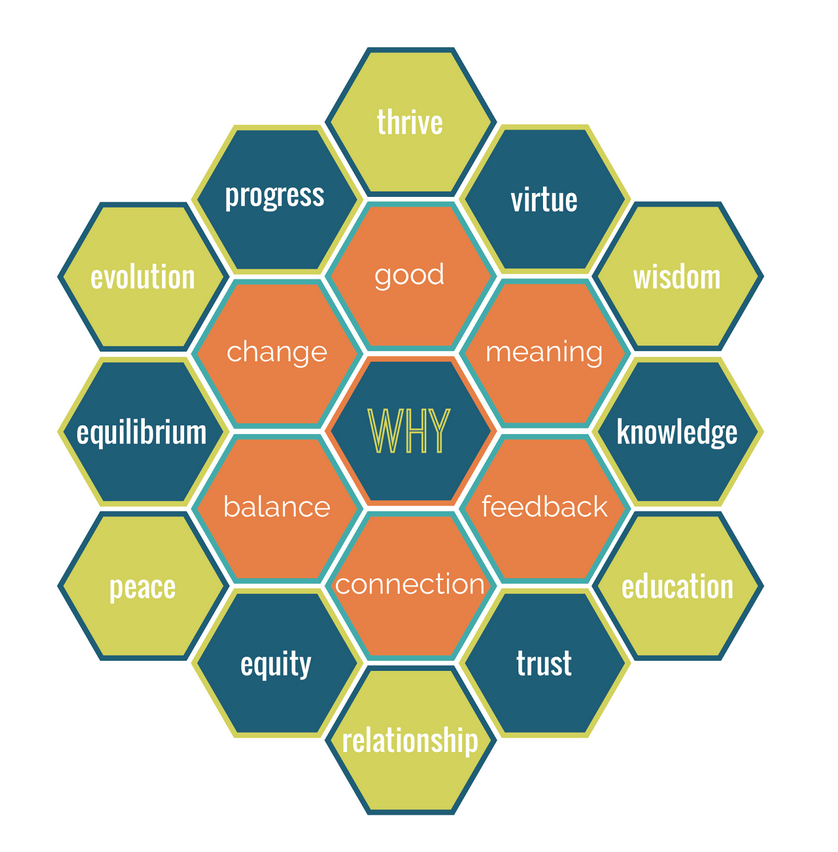 thrive
progress
virtue
evolution
good
wisdom
change
meaning
equilibrium
WHY
knowledge
balance
feedback
peace
connection
education
equity
trust
relationship